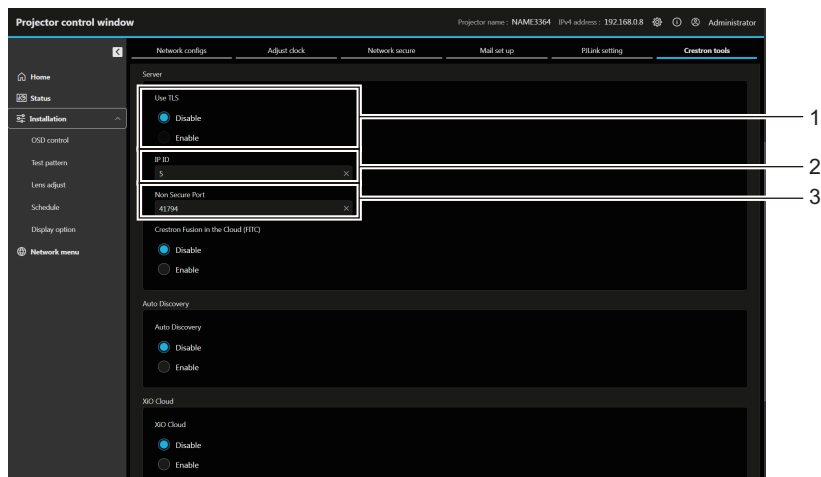 Projector control window
Projector name : NAME3364 IPv4 address : 192.168.0.8 Administrator
Network configs Adjust clock Network secure Mail set up PJLink setting Crestron tools
Home
Status
Installation
OSD control
Test pattern
Lens adjust
Schedule
Display option
Network menu
Server
Use TLS
Disable
Enable
IP ID
5
Non Secure Port
41794
Crestron Fusion in the Cloud (FITC)
Disable
Enable
Auto Discovery
Auto Discovery
Disable
Enable
XiO Cloud
XiO Cloud
Disable
Enable
1
2
3